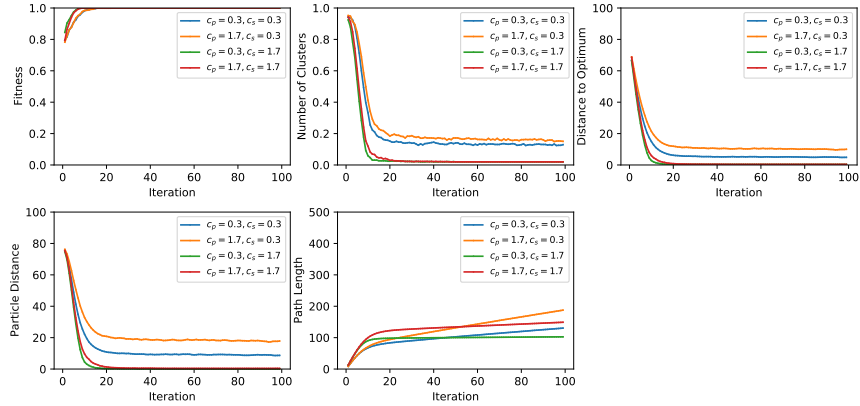 1.0
0.8
0.6
0.4
0.2
0.0
Fitness
0 20 40 60 80 100
Iteration
c_p = 0.3, c_s = 0.3
c_p = 1.7, c_s = 0.3
c_p = 0.3, c_s = 1.7
c_p = 1.7, c_s = 1.7
1.0
0.8
0.6
0.4
0.2
0.0
Number of Clusters
0 20 40 60 80 100
Iteration
c_p = 0.3, c_s = 0.3
c_p = 1.7, c_s = 0.3
c_p = 0.3, c_s = 1.7
c_p = 1.7, c_s = 1.7
100
80
60
40
20
0
Distance to Optimum
0 20 40 60 80 100
Iteration
c_p = 0.3, c_s = 0.3
c_p = 1.7, c_s = 0.3
c_p = 0.3, c_s = 1.7
c_p = 1.7, c_s = 1.7
100
80
60
40
20
0
Particle Distance
0 20 40 60 80 100
Iteration
c_p = 0.3, c_s = 0.3
c_p = 1.7, c_s = 0.3
c_p = 0.3, c_s = 1.7
c_p = 1.7, c_s = 1.7
500
400
300
200
100
0
Path Length
0 20 40 60 80 100
Iteration
c_p = 0.3, c_s = 0.3
c_p = 1.7, c_s = 0.3
c_p = 0.3, c_s = 1.7
c_p = 1.7, c_s = 1.7